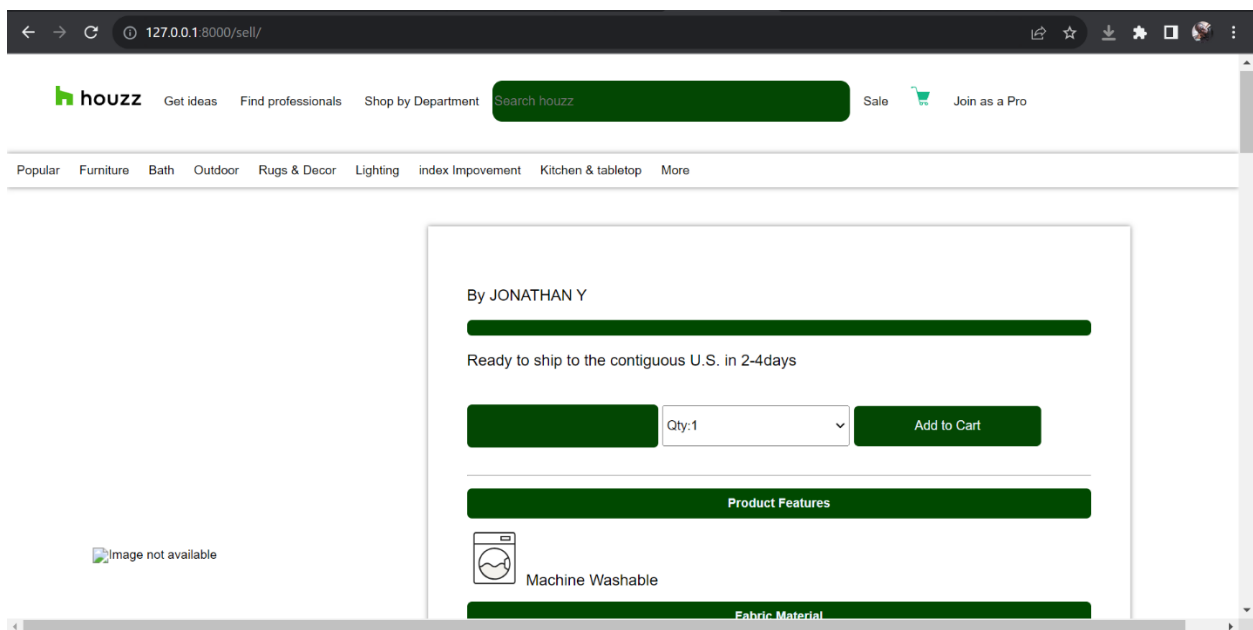 127.0.0.1:8000/sell/
houzz Get ideas Find professionals Shop by Department Search houzz Sale Join as a Pro
Popular Furniture Bath Outdoor Rugs & Decor Lighting index Impovement Kitchen & tabletop More
By JONATHAN Y
Ready to ship to the contiguous U.S. in 2-4days
Qty:1 Add to Cart
Product Features
Image not available
Machine Washable
Fabric Material